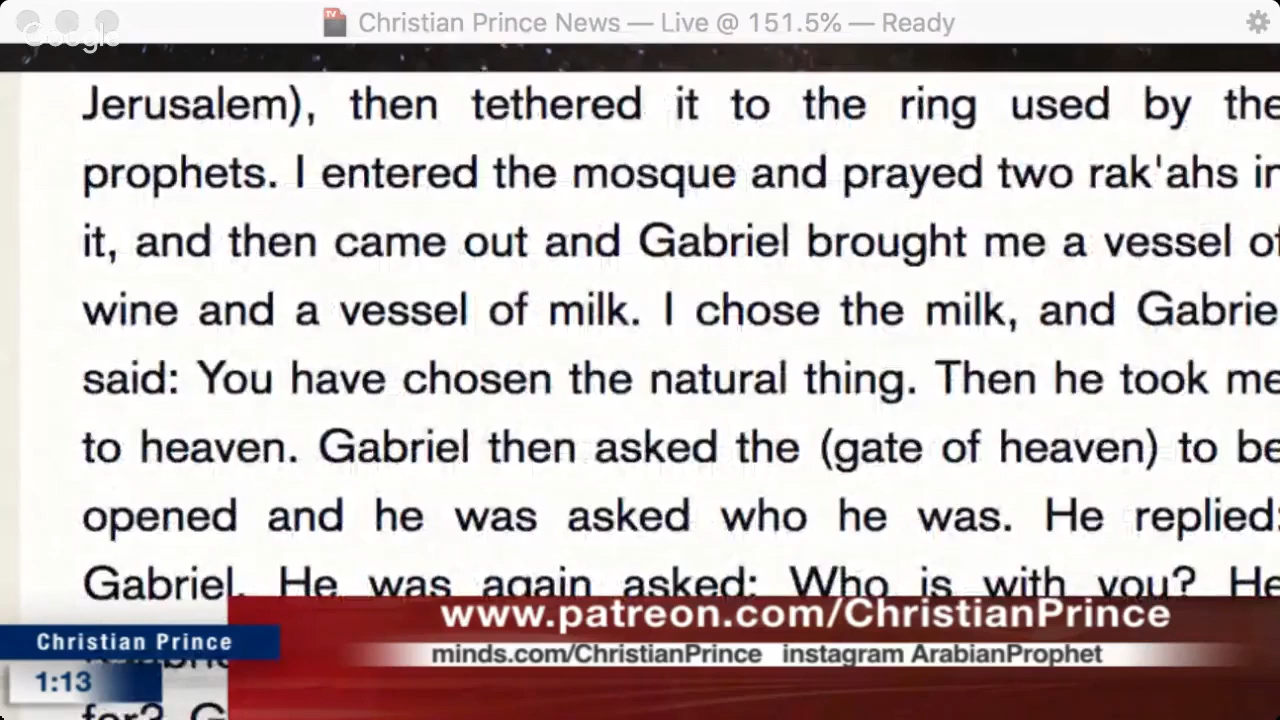 Christian Prince News — Live @ 151.5% — Ready
Google
Jerusalem), then tethered it to the ring used by the
prophets. I entered the mosque and prayed two rak'ahs in
it, and then came out and Gabriel brought me a vessel of
wine and a vessel of milk. I chose the milk, and Gabrie
said: You have chosen the natural thing. Then he took me
to heaven. Gabriel then asked the (gate of heaven) to be
opened and he was asked who he was. He replied:
Gabriel. He was again asked: Who is with you? He
www.patreon.com/ChristianPrince
Christian Prince
minds.com/ChristianPrince instagram ArabianProphet
1:13
for? G